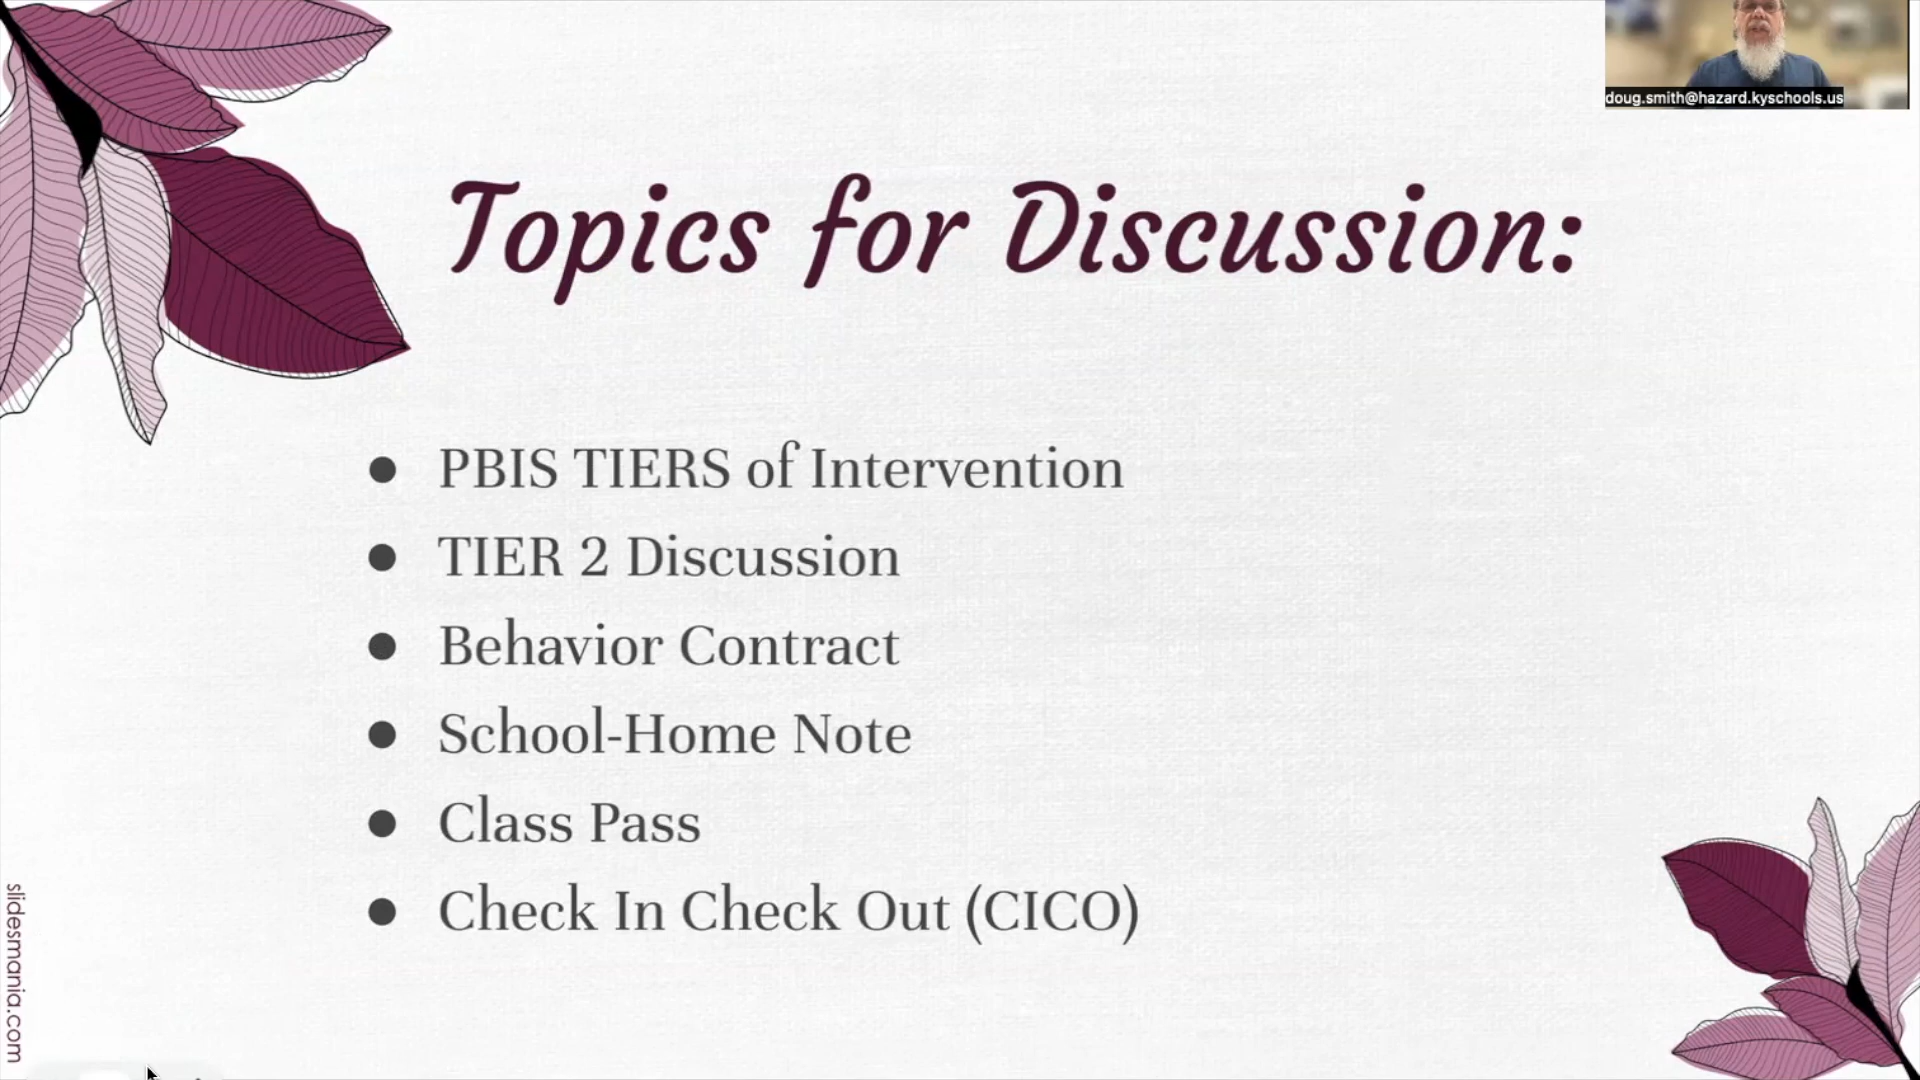 doug.smith@hazard.kyschools.us
Topics for Discussion:
● PBIS TIERS of Intervention
● TIER 2 Discussion
● Behavior Contract
● School-Home Note
● Class Pass
● Check In Check Out (CICO)
slidesmania.com